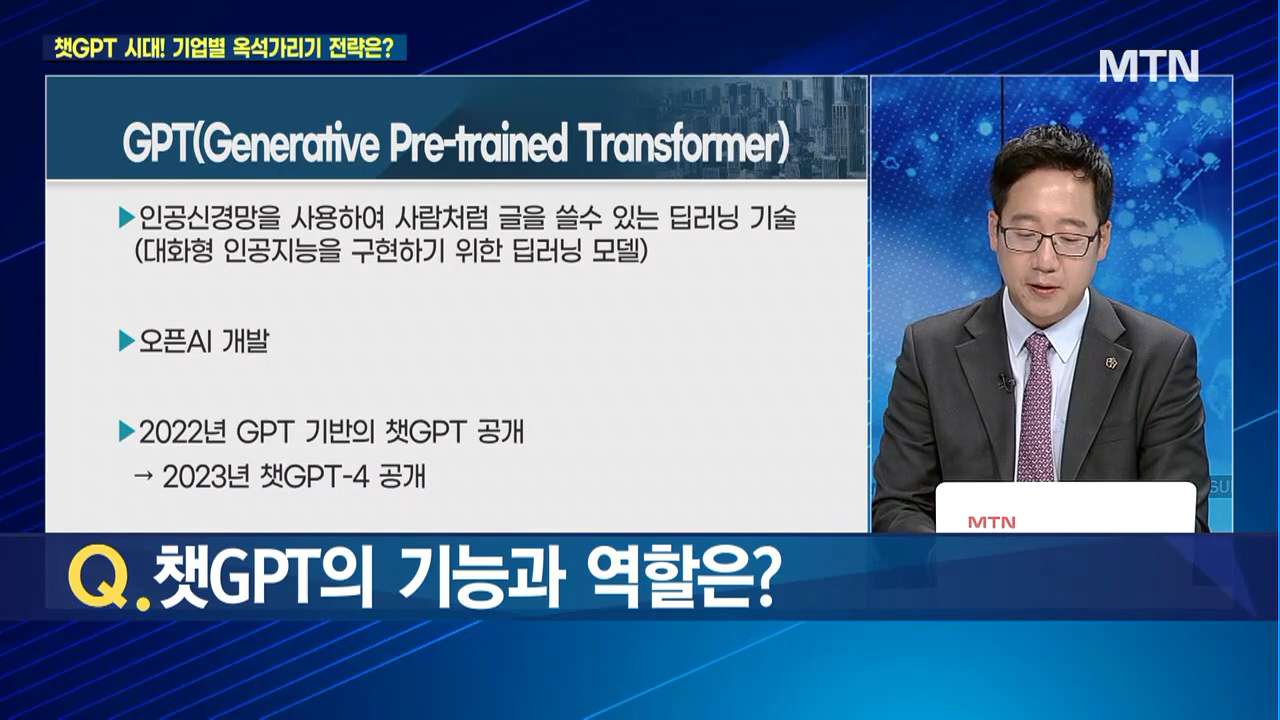 챗GPT 시대! 기업별 옥석가리기 전략은?
MTN
GPT(Generative Pre-trained Transformer)
▶인공신경망을 사용하여 사람처럼 글을 쓸수 있는 딥러닝 기술
(대화형 인공지능을 구현하기 위한 딥러닝 모델)
▶오픈AI 개발
▶2022년 GPT 기반의 챗GPT 공개
→ 2023년 챗GPT-4 공개
MTN
Q.챗GPT의 기능과 역할은?